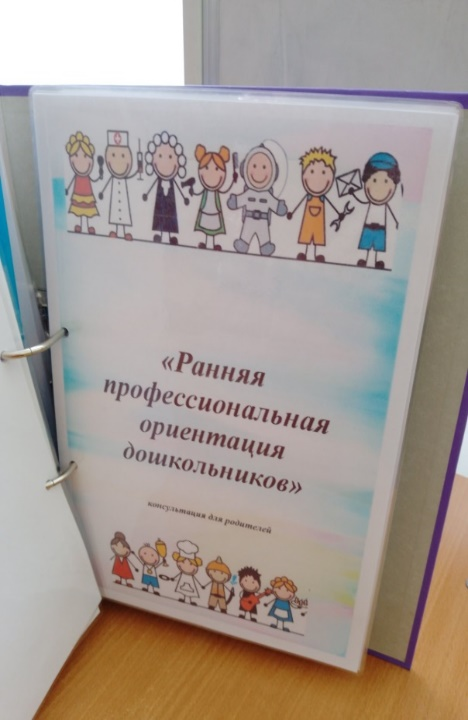 «Ранняя
профессиональная
ориентация
дошкольников»
консультация для родителей